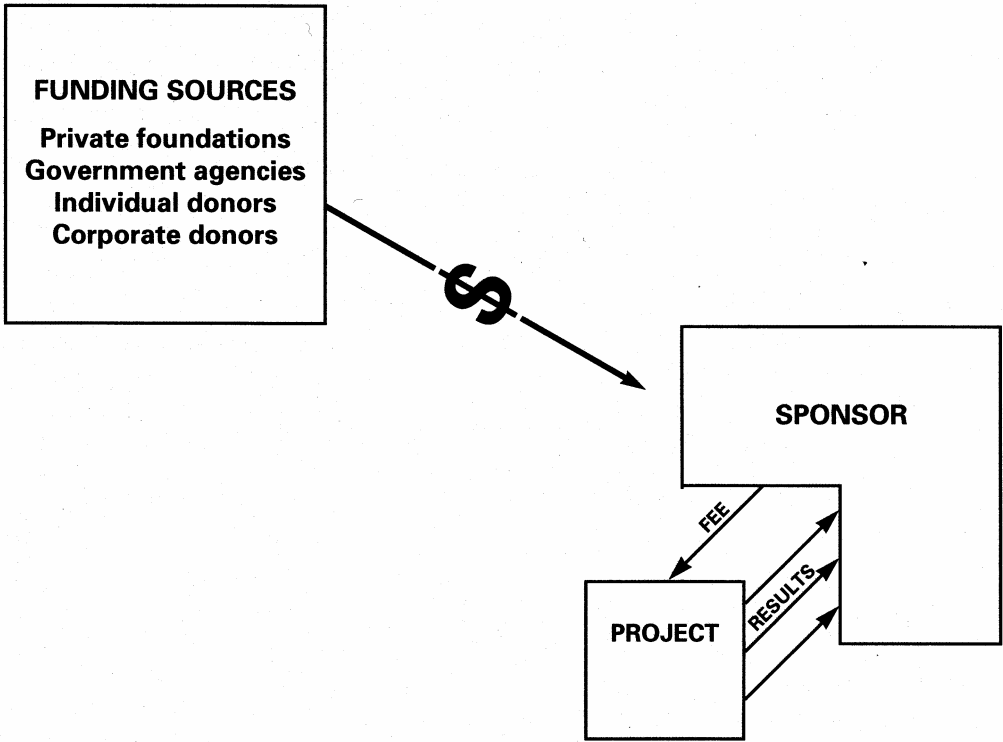 FUNDING SOURCES
Private foundations
Government agencies
Individual donors
Corporate donors
$
SPONSOR
FEE
RESULTS
PROJECT